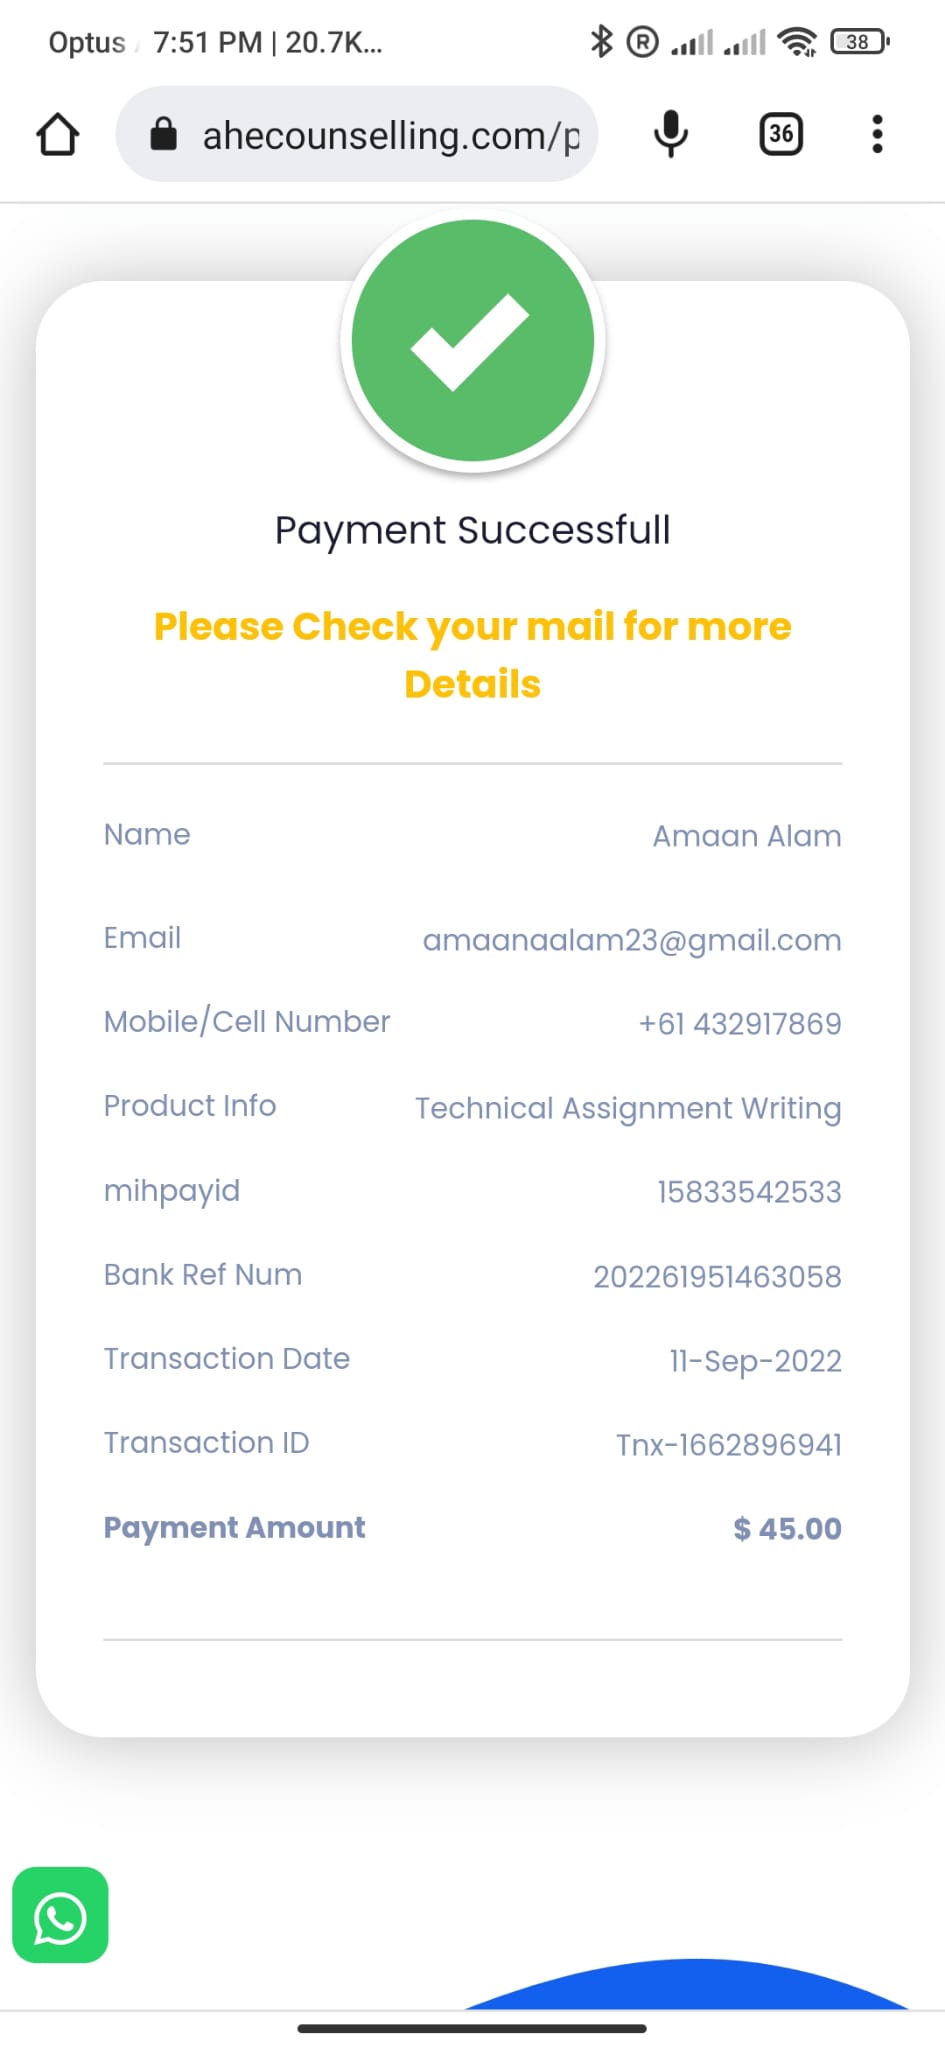 Optus 7:51 PM | 20.7K...
38
ahecounselling.com/p
36
Payment Successfull
Please Check your mail for more
Details
Name Amaan Alam
Email amaanaalam23@gmail.com
Mobile/Cell Number +61 432917869
Product Info Technical Assignment Writing
mihpayid 15833542533
Bank Ref Num 202261951463058
Transaction Date 11-Sep-2022
Transaction ID Tnx-1662896941
Payment Amount $ 45.00